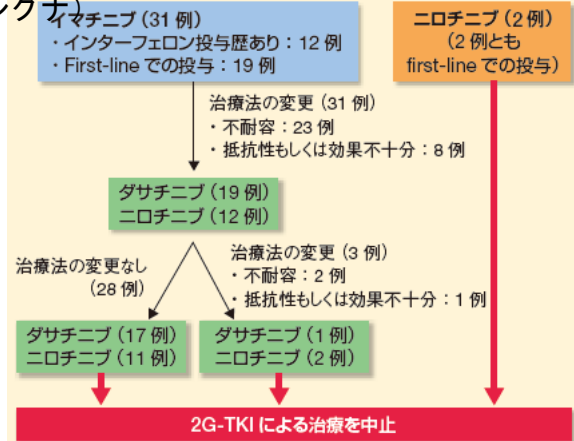 ンクナ)
イマチニブ（31 例）
・インターフェロン投与歴あり：12 例
・First-line での投与：19 例
ニロチニブ（2 例）
（2 例とも
first-line での投与）
治療法の変更（31 例）
・不耐容：23 例
・抵抗性もしくは効果不十分：8 例
ダサチニブ（19 例）
ニロチニブ（12 例）
治療法の変更なし
（28 例）
治療法の変更（3 例）
・不耐容：2 例
・抵抗性もしくは効果不十分：1 例
ダサチニブ（17 例）
ニロチニブ（11 例）
ダサチニブ（1 例）
ニロチニブ（2 例）
2G-TKI による治療を中止